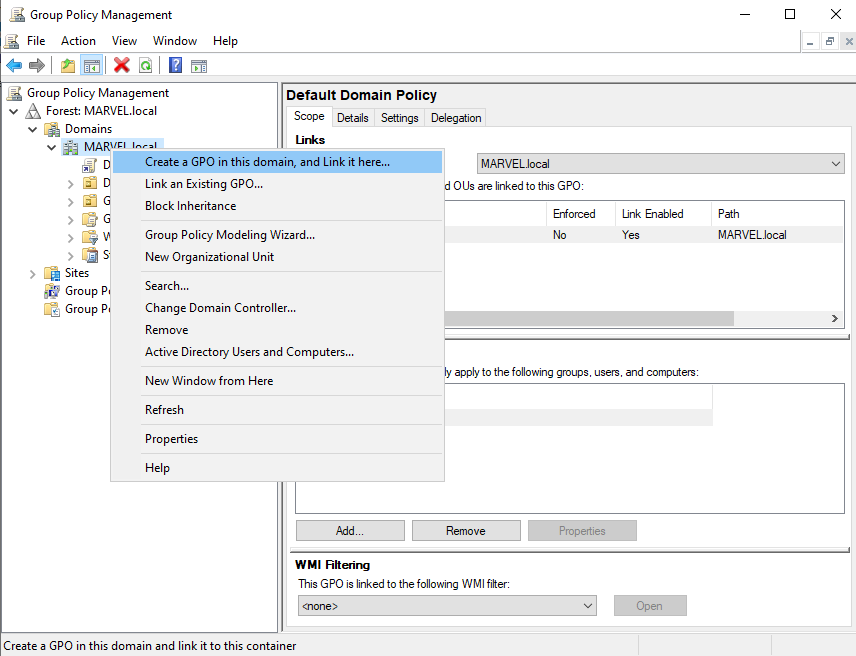 Group Policy Management
File Action View Window Help
Group Policy Management
Forest: MARVEL.local
Domains
MARVEL.local
Sites
Create a GPO in this domain, and Link it here...
Link an Existing GPO...
Block Inheritance
Group Policy Modeling Wizard...
New Organizational Unit
Search...
Change Domain Controller...
Remove
Active Directory Users and Computers...
New Window from Here
Refresh
Properties
Help
Default Domain Policy
Scope Details Settings Delegation
Links
MARVEL.local
OUs are linked to this GPO:
Enforced Link Enabled Path
No Yes MARVEL.local
apply to the following groups, users, and computers:
Add... Remove Properties
WMI Filtering
This GPO is linked to the following WMI filter:
<none> Open
Create a GPO in this domain and link it to this container